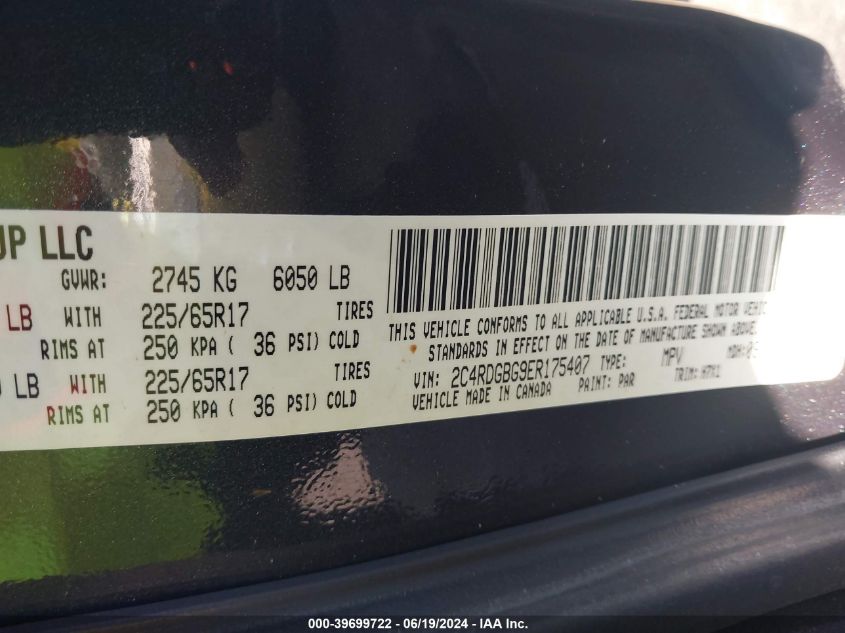 UP LLC
GVWR: 2745 KG 6050 LB
LB WITH 225/65R17 TIRES
RIMS AT 250 KPA ( 36 PSI) COLD
LB WITH 225/65R17 TIRES
RIMS AT 250 KPA ( 36 PSI) COLD
THIS VEHICLE CONFORMS TO ALL APPLICABLE U.S.A. FEDERAL MOTOR VEHIC
STANDARDS IN EFFECT ON THE DATE OF MANUFACTURE SHOWN ABOVE.
VIN: 2C4RDGBG9ER175407 TYPE: MPV MDH:
VEHICLE MADE IN CANADA PAINT: PAR TRIM:
000-39699722 - 06/19/2024 - IAA Inc.